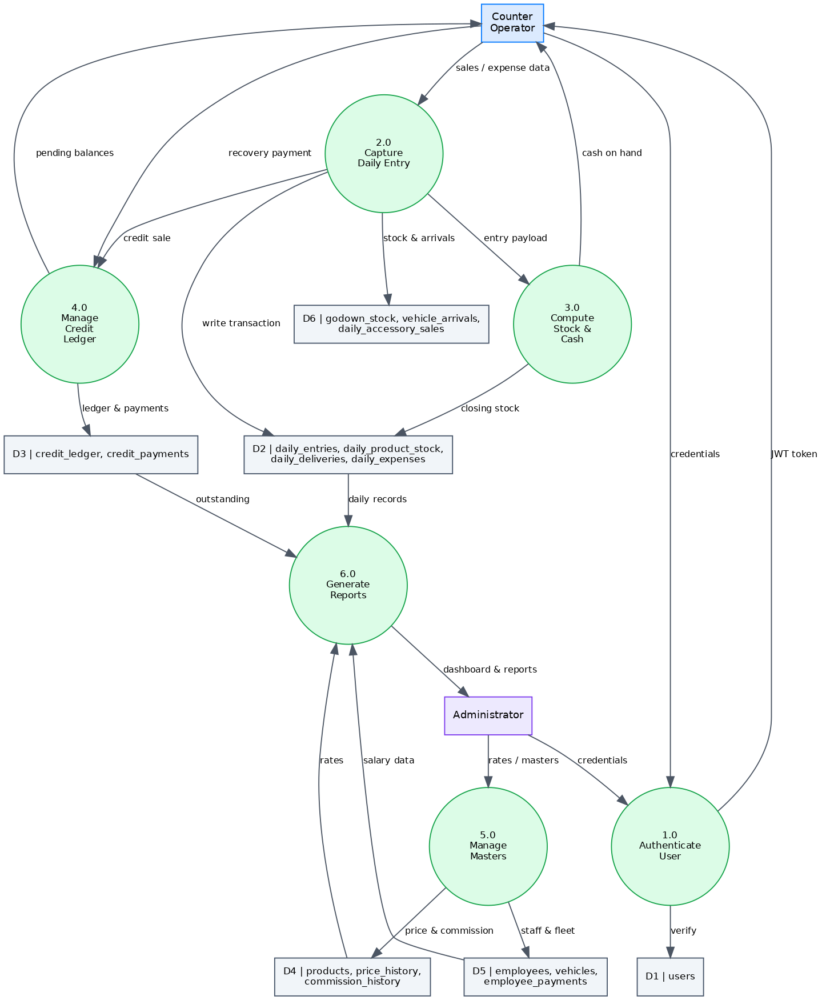 Counter
Operator
sales / expense data
2.0
Capture
Daily Entry
pending balances
recovery payment
cash on hand
credit sale
stock & arrivals
entry payload
4.0
Manage
Credit
Ledger
D6 | godown_stock, vehicle_arrivals,
daily_accessory_sales
3.0
Compute
Stock &
Cash
write transaction
ledger & payments
closing stock
D3 | credit_ledger, credit_payments
D2 | daily_entries, daily_product_stock,
daily_deliveries, daily_expenses
credentials
JWT token
outstanding
daily records
6.0
Generate
Reports
dashboard & reports
Administrator
rates
salary data
rates / masters
credentials
5.0
Manage
Masters
1.0
Authenticate
User
price & commission
staff & fleet
verify
D4 | products, price_history,
commission_history
D5 | employees, vehicles,
employee_payments
D1 | users